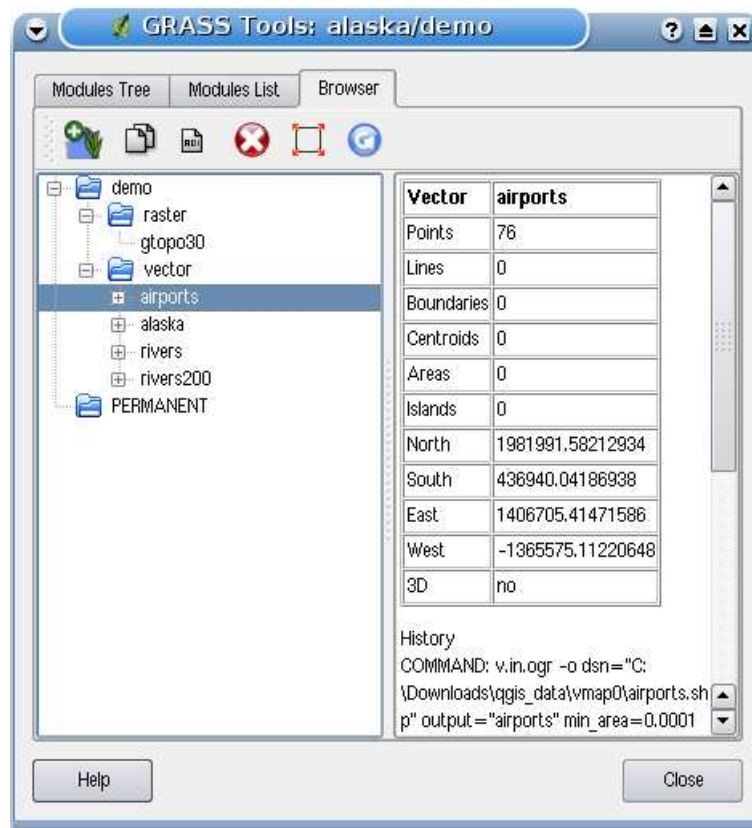 GRASS Tools: alaska/demo
Modules Tree
Modules List
Browser
demo
raster
gtopo30
vector
airports
alaska
rivers
rivers200
PERMANENT
Vector airports
Points 76
Lines 0
Boundaries 0
Centroids 0
Areas 0
Islands 0
North 1981991.58212934
South 436940.04186938
East 1406705.41471586
West -1365575.11220648
3D no
History
COMMAND: v.in.ogr -o dsn="C:
\Downloads\qgis_data\vmap0\airports.sh
p" output="airports" min_area=0.0001
Help
Close